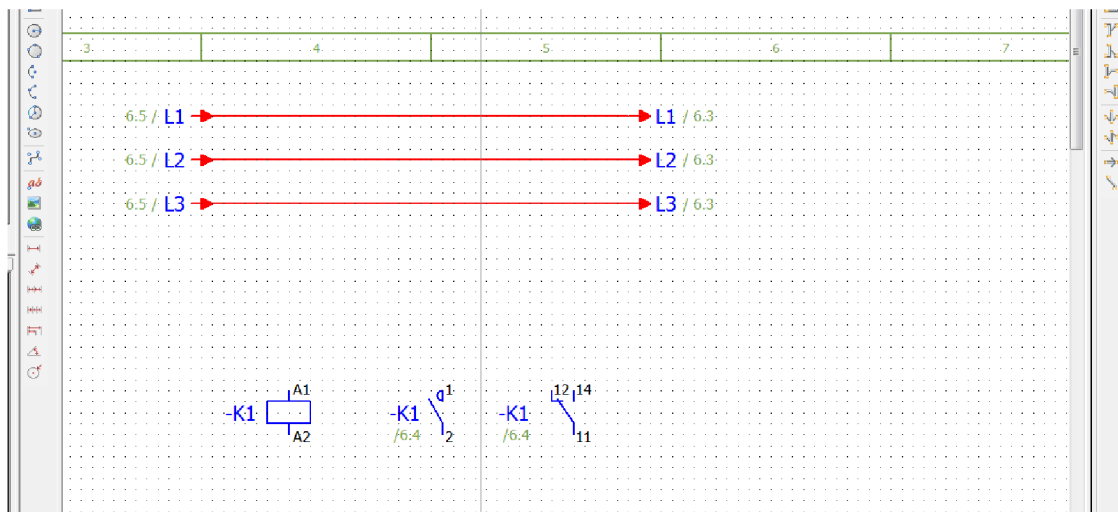 3 4 5 6 7
6.5 / L1 L1 / 6.3
6.5 / L2 L2 / 6.3
6.5 / L3 L3 / 6.3
A1 1 12 14
-K1 -K1 -K1
/6.4 /6.4
A2 2 11
ab